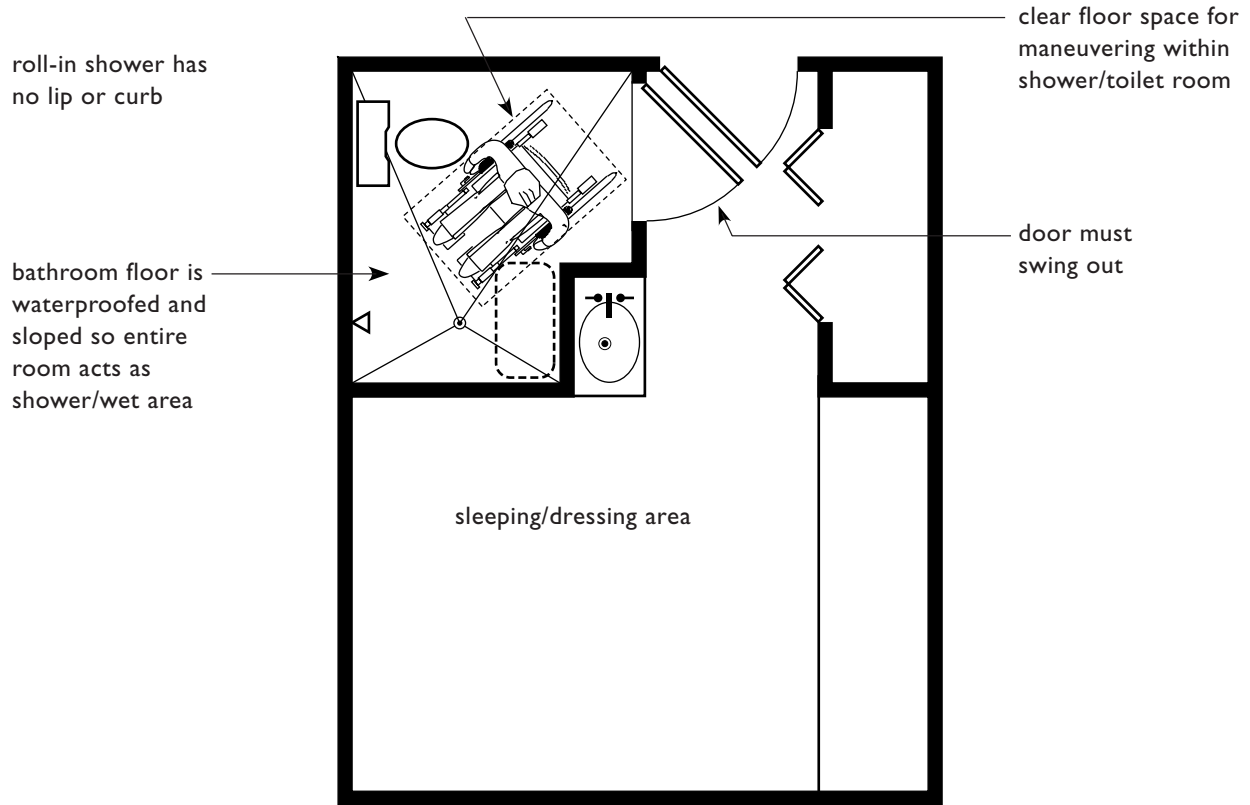 roll-in shower has
no lip or curb
clear floor space for
maneuvering within
shower/toilet room
door must
swing out
bathroom floor is
waterproofed and
sloped so entire
room acts as
shower/wet area
sleeping/dressing area